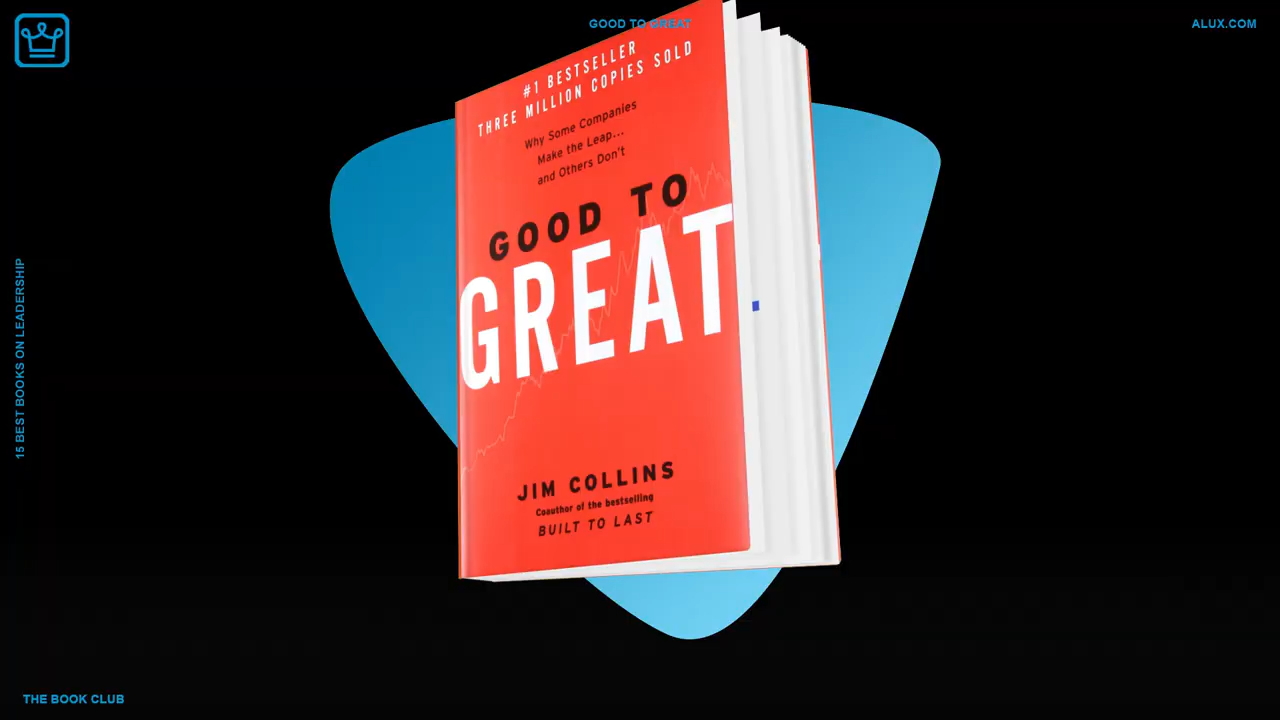 GOOD TO GREAT
ALUX.COM
#1 BESTSELLER
THREE MILLION COPIES SOLD
Why Some Companies
Make the Leap...
and Others Don't
GOOD TO
GREAT
JIM COLLINS
Coauthor of the bestselling
BUILT TO LAST
15 BEST BOOKS ON LEADERSHIP
THE BOOK CLUB